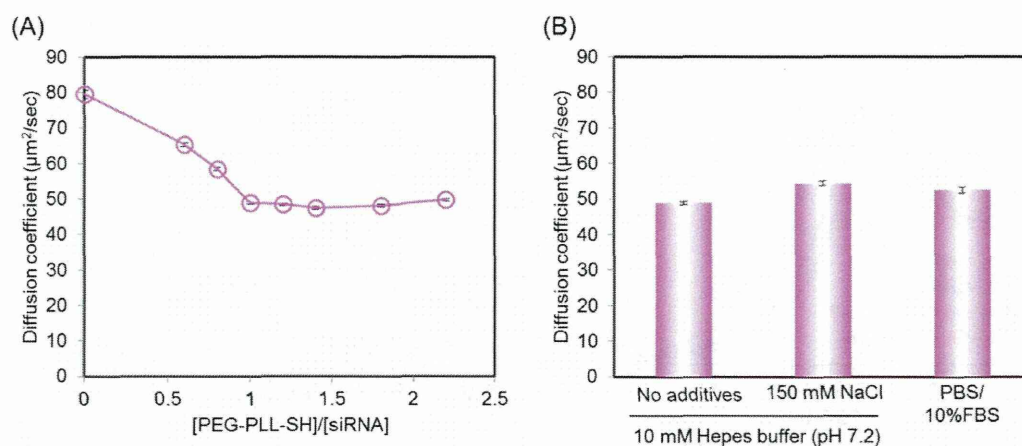 (A)
Diffusion coefficient (µm²/sec)
90
80
70
60
50
40
30
20
10
0
0 0.5 1 1.5 2 2.5
[PEG-PLL-SH]/[siRNA]
(B)
Diffusion coefficient (µm²/sec)
90
80
70
60
50
40
30
20
10
0
No additives 150 mM NaCl PBS/
10%FBS
10 mM Hepes buffer (pH 7.2)